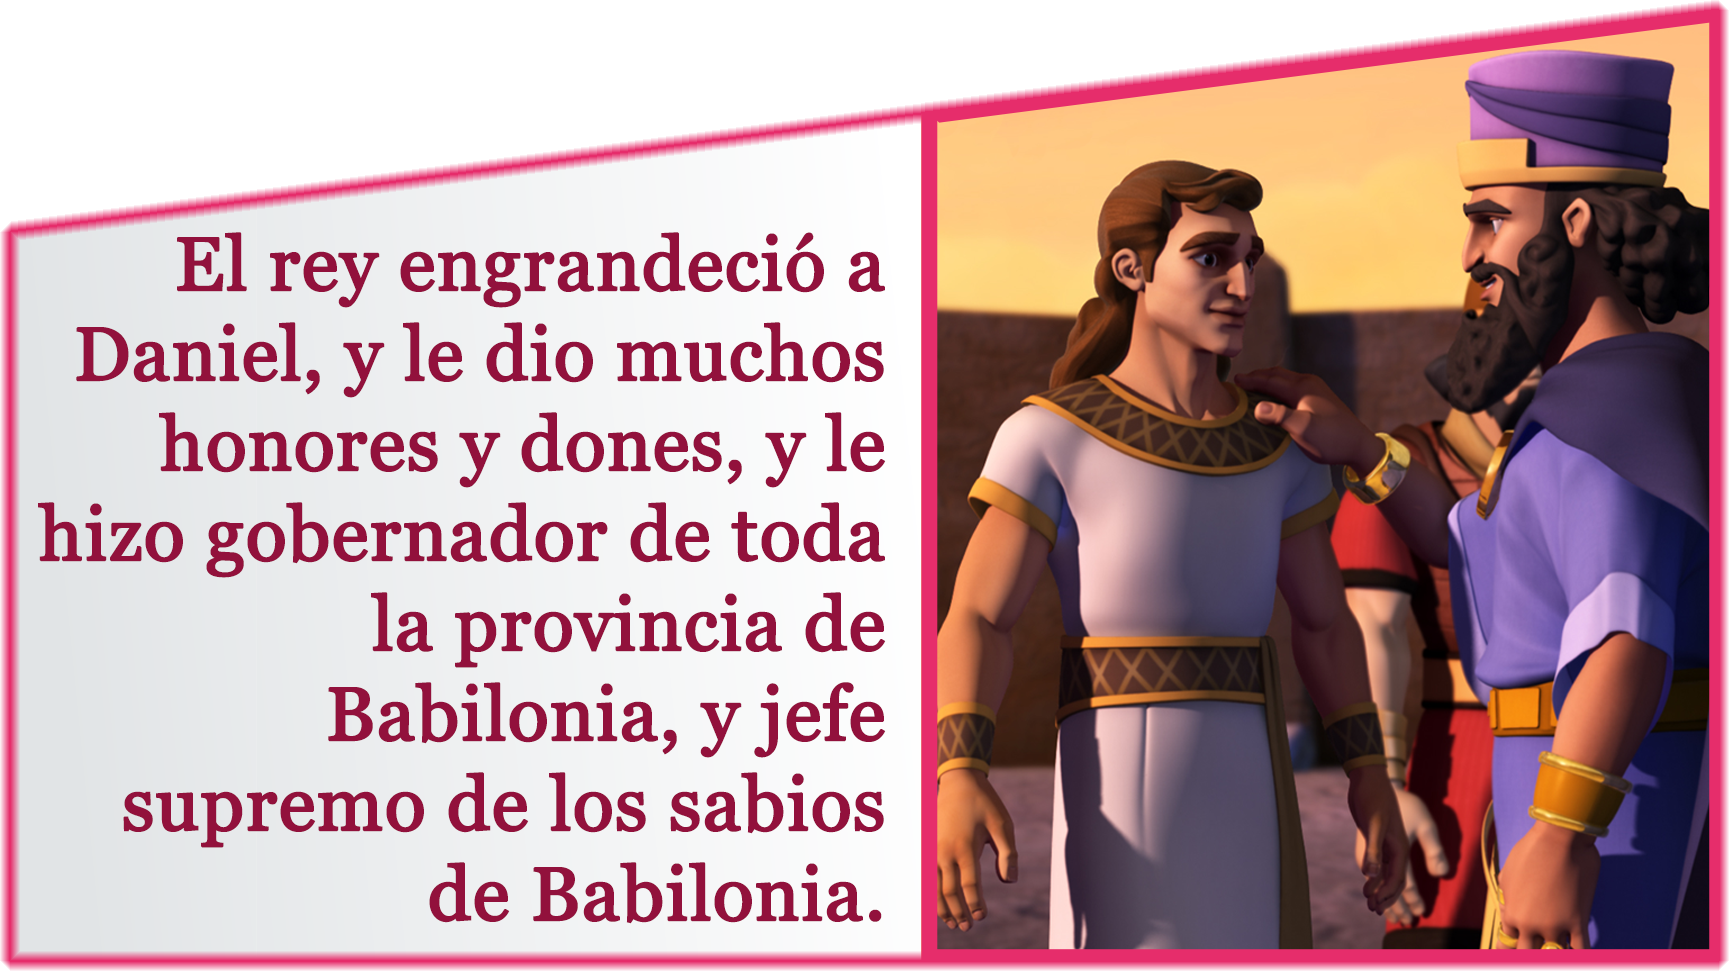 El rey engrandeció a
Daniel, y le dio muchos
honores y dones, y le
hizo gobernador de toda
la provincia de
Babilonia, y jefe
supremo de los sabios
de Babilonia.